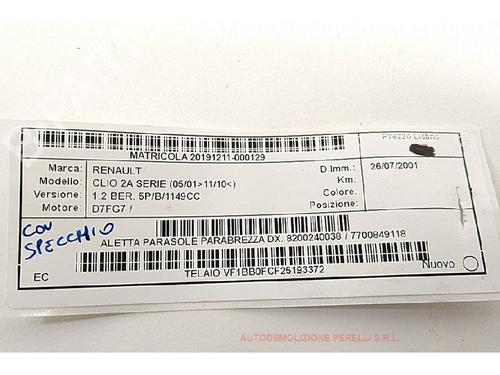 Prezzo Listino
MATRICOLA 20191211-000129
Marca: RENAULT D.Imm.: 26/07/2001
Modello: CLIO 2A SERIE (05/01>11/10<) Km:
Versione: 1.2 BER. 5P/B/1149CC Colore:
Motore: D7FG7 / Posizione:
CON SPECCHIO
ALETTA PARASOLE PARABREZZA DX. 8200240038 / 7700849118
EC TELAIO VF1BB0FCF25193372 Nuovo
AUTODEMOLIZIONE PERELLI S.R.L.